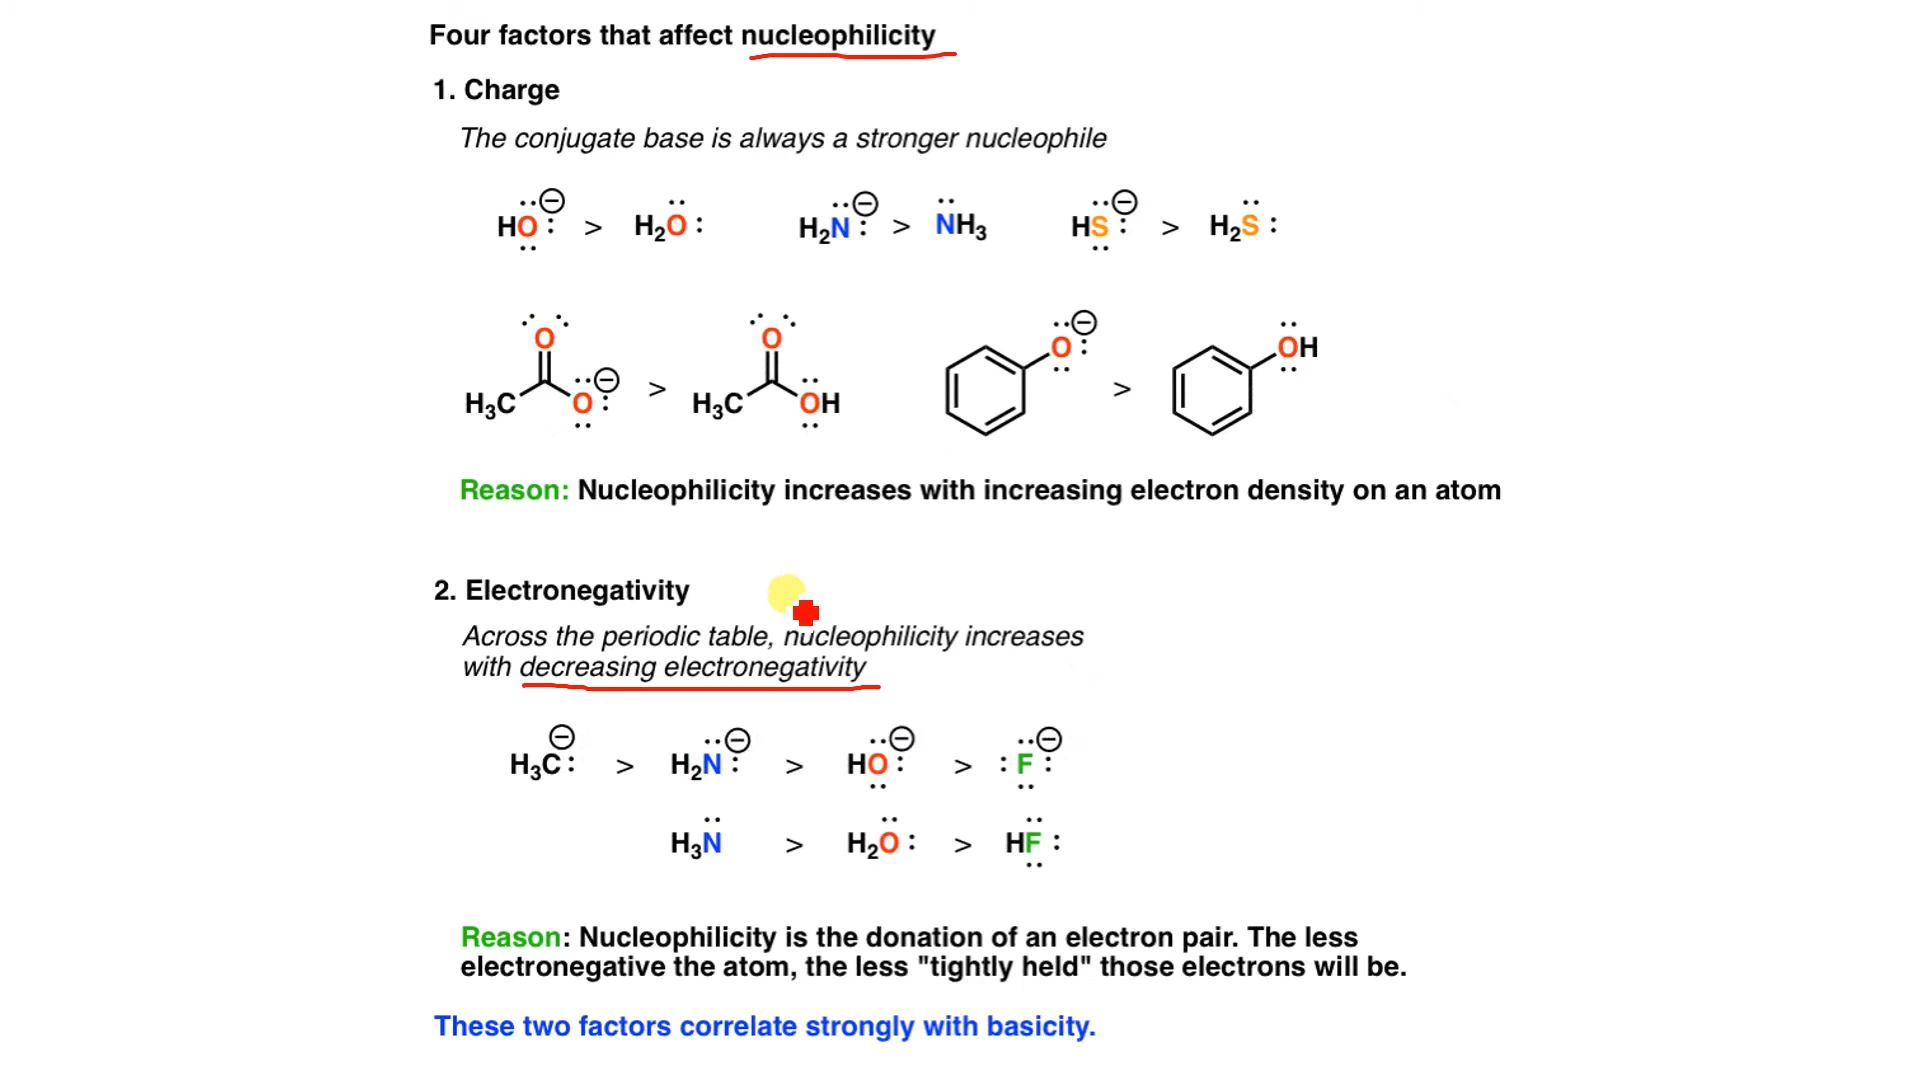 Four factors that affect nucleophilicity
1. Charge
The conjugate base is always a stronger nucleophile
HO:⊖ > H₂O: H₂N:⊖ > NH₃ HS:⊖ > H₂S:
O O O:⊖ OH
H₃C O:⊖ > H₃C OH >
Reason: Nucleophilicity increases with increasing electron density on an atom
2. Electronegativity
Across the periodic table, nucleophilicity increases
with decreasing electronegativity
H₃C:⊖ > H₂N:⊖ > HO:⊖ > :F:⊖
H₃N > H₂O: > HF:
Reason: Nucleophilicity is the donation of an electron pair. The less
electronegative the atom, the less "tightly held" those electrons will be.
These two factors correlate strongly with basicity.